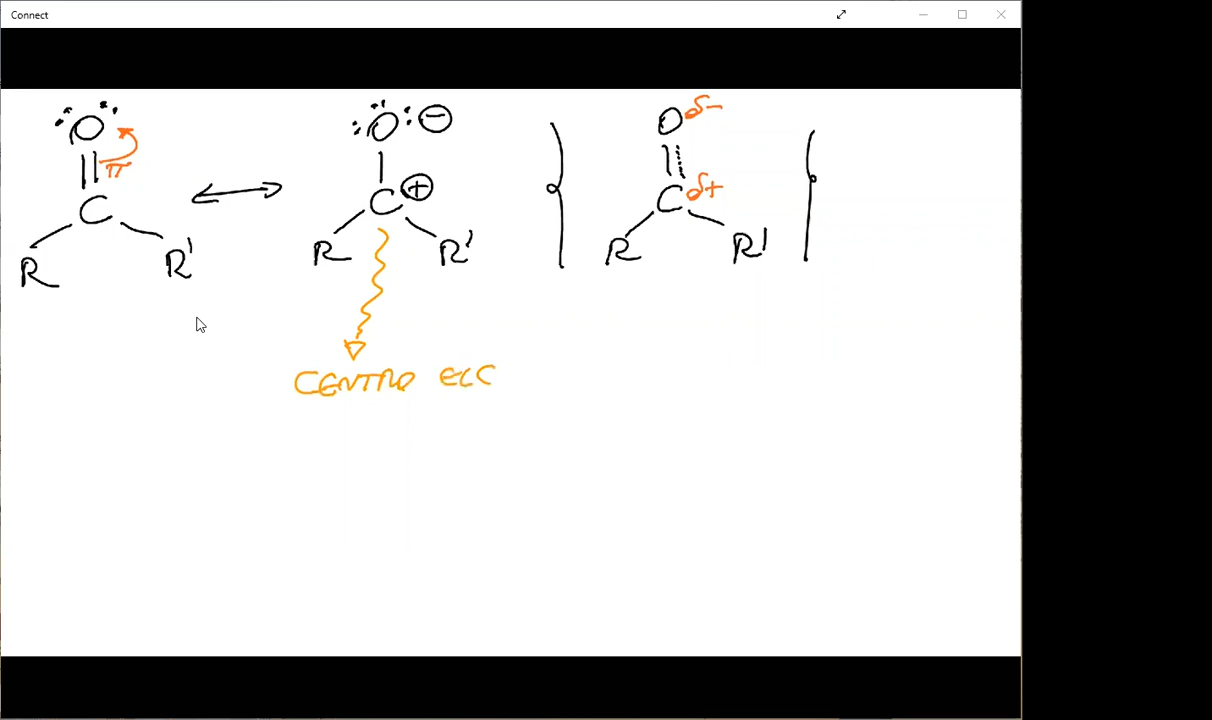 Connect
O O ⊖ O δ-
π
C C ⊕ C δ+
R R' R R' R R'
CENTRO ELC